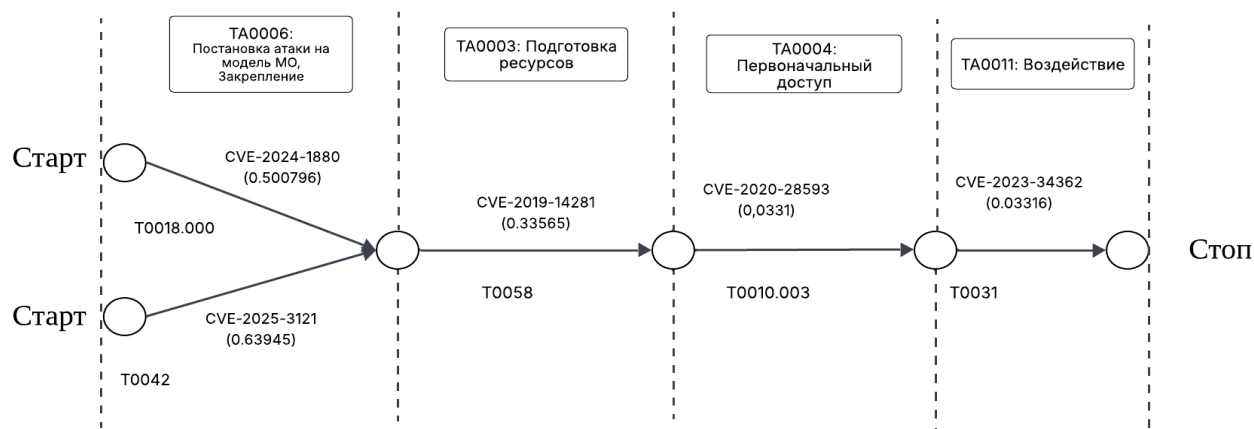 TA0006:
Постановка атаки на
модель МО,
Закрепление
TA0003: Подготовка
ресурсов
TA0004:
Первоначальный
доступ
TA0011: Воздействие
Старт
CVE-2024-1880
(0.500796)
T0018.000
CVE-2019-14281
(0.33565)
T0058
CVE-2020-28593
(0,0331)
T0010.003
CVE-2023-34362
(0.03316)
T0031
Стоп
Старт
CVE-2025-3121
(0.63945)
T0042